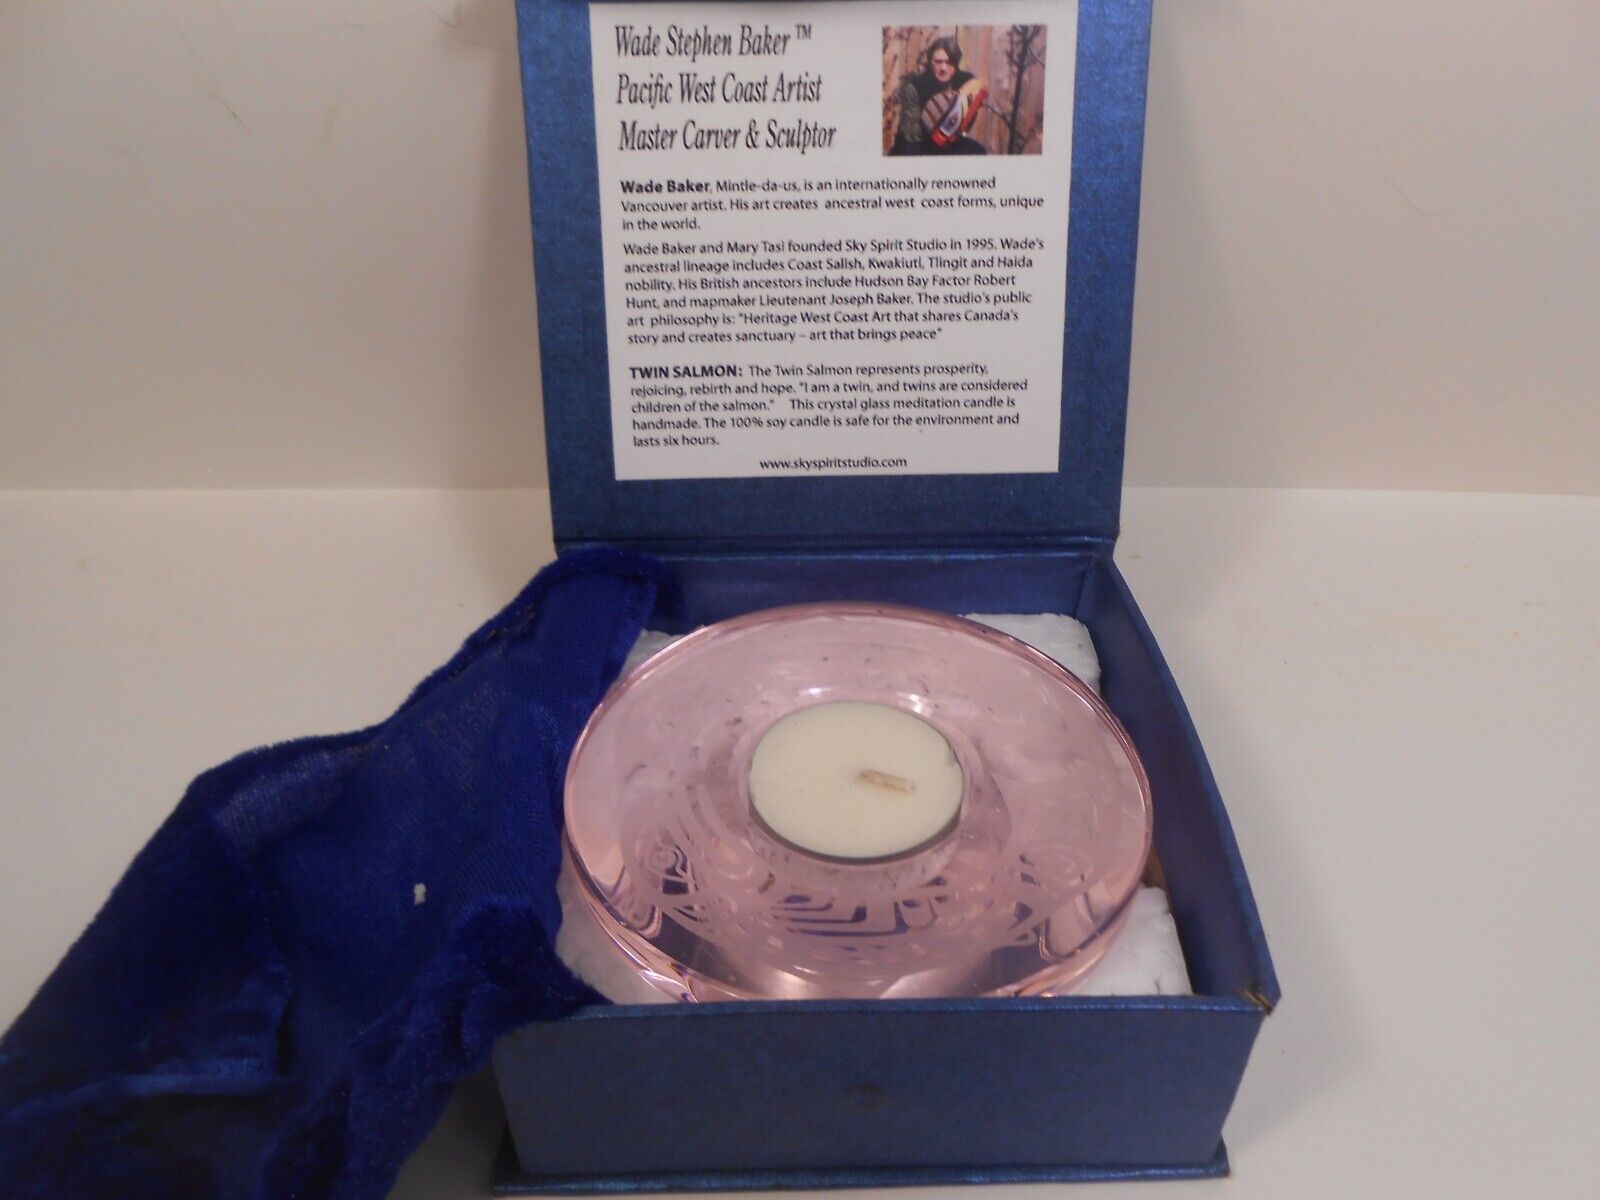 Wade Stephen Baker™
Pacific West Coast Artist
Master Carver & Sculptor
Wade Baker, Mintle-da-us, is an internationally renowned
Vancouver artist. His art creates ancestral west coast forms, unique
in the world.
Wade Baker and Mary Tasi founded Sky Spirit Studio in 1995. Wade's
ancestral lineage includes Coast Salish, Kwakiutl, Tlingit and Haida
nobility. His British ancestors include Hudson Bay Factor Robert
Hunt, and mapmaker Lieutenant Joseph Baker. The studio's public
art philosophy is: "Heritage West Coast Art that shares Canada's
story and creates sanctuary – art that brings peace"
TWIN SALMON: The Twin Salmon represents prosperity,
rejoicing, rebirth and hope. "I am a twin, and twins are considered
children of the salmon." This crystal glass meditation candle is
handmade. The 100% soy candle is safe for the environment and
lasts six hours.
www.skyspiritstudio.com